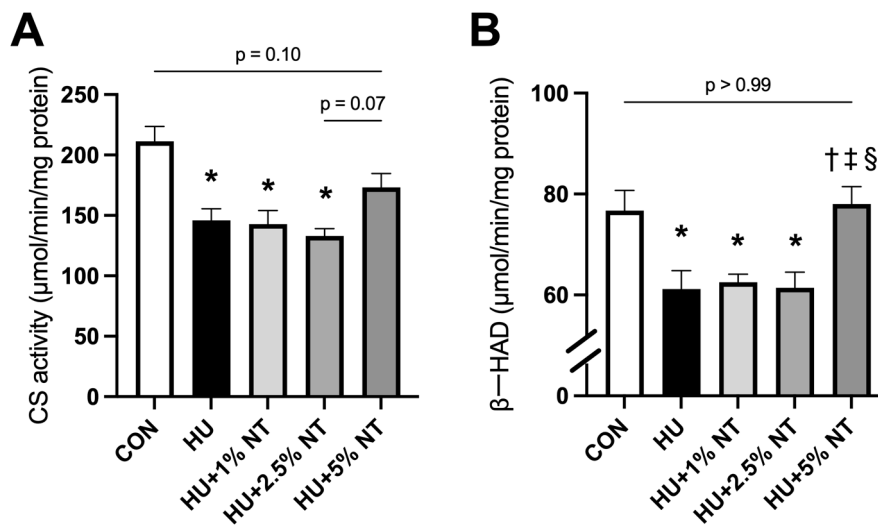 A
CS activity (μmol/min/mg protein)
p = 0.10
p = 0.07
250
200
150
100
50
0
*
*
*
CON
HU
HU+1% NT
HU+2.5% NT
HU+5% NT
B
β−HAD (μmol/min/mg protein)
p > 0.99
100
80
60
0
*
*
*
†‡§
CON
HU
HU+1% NT
HU+2.5% NT
HU+5% NT